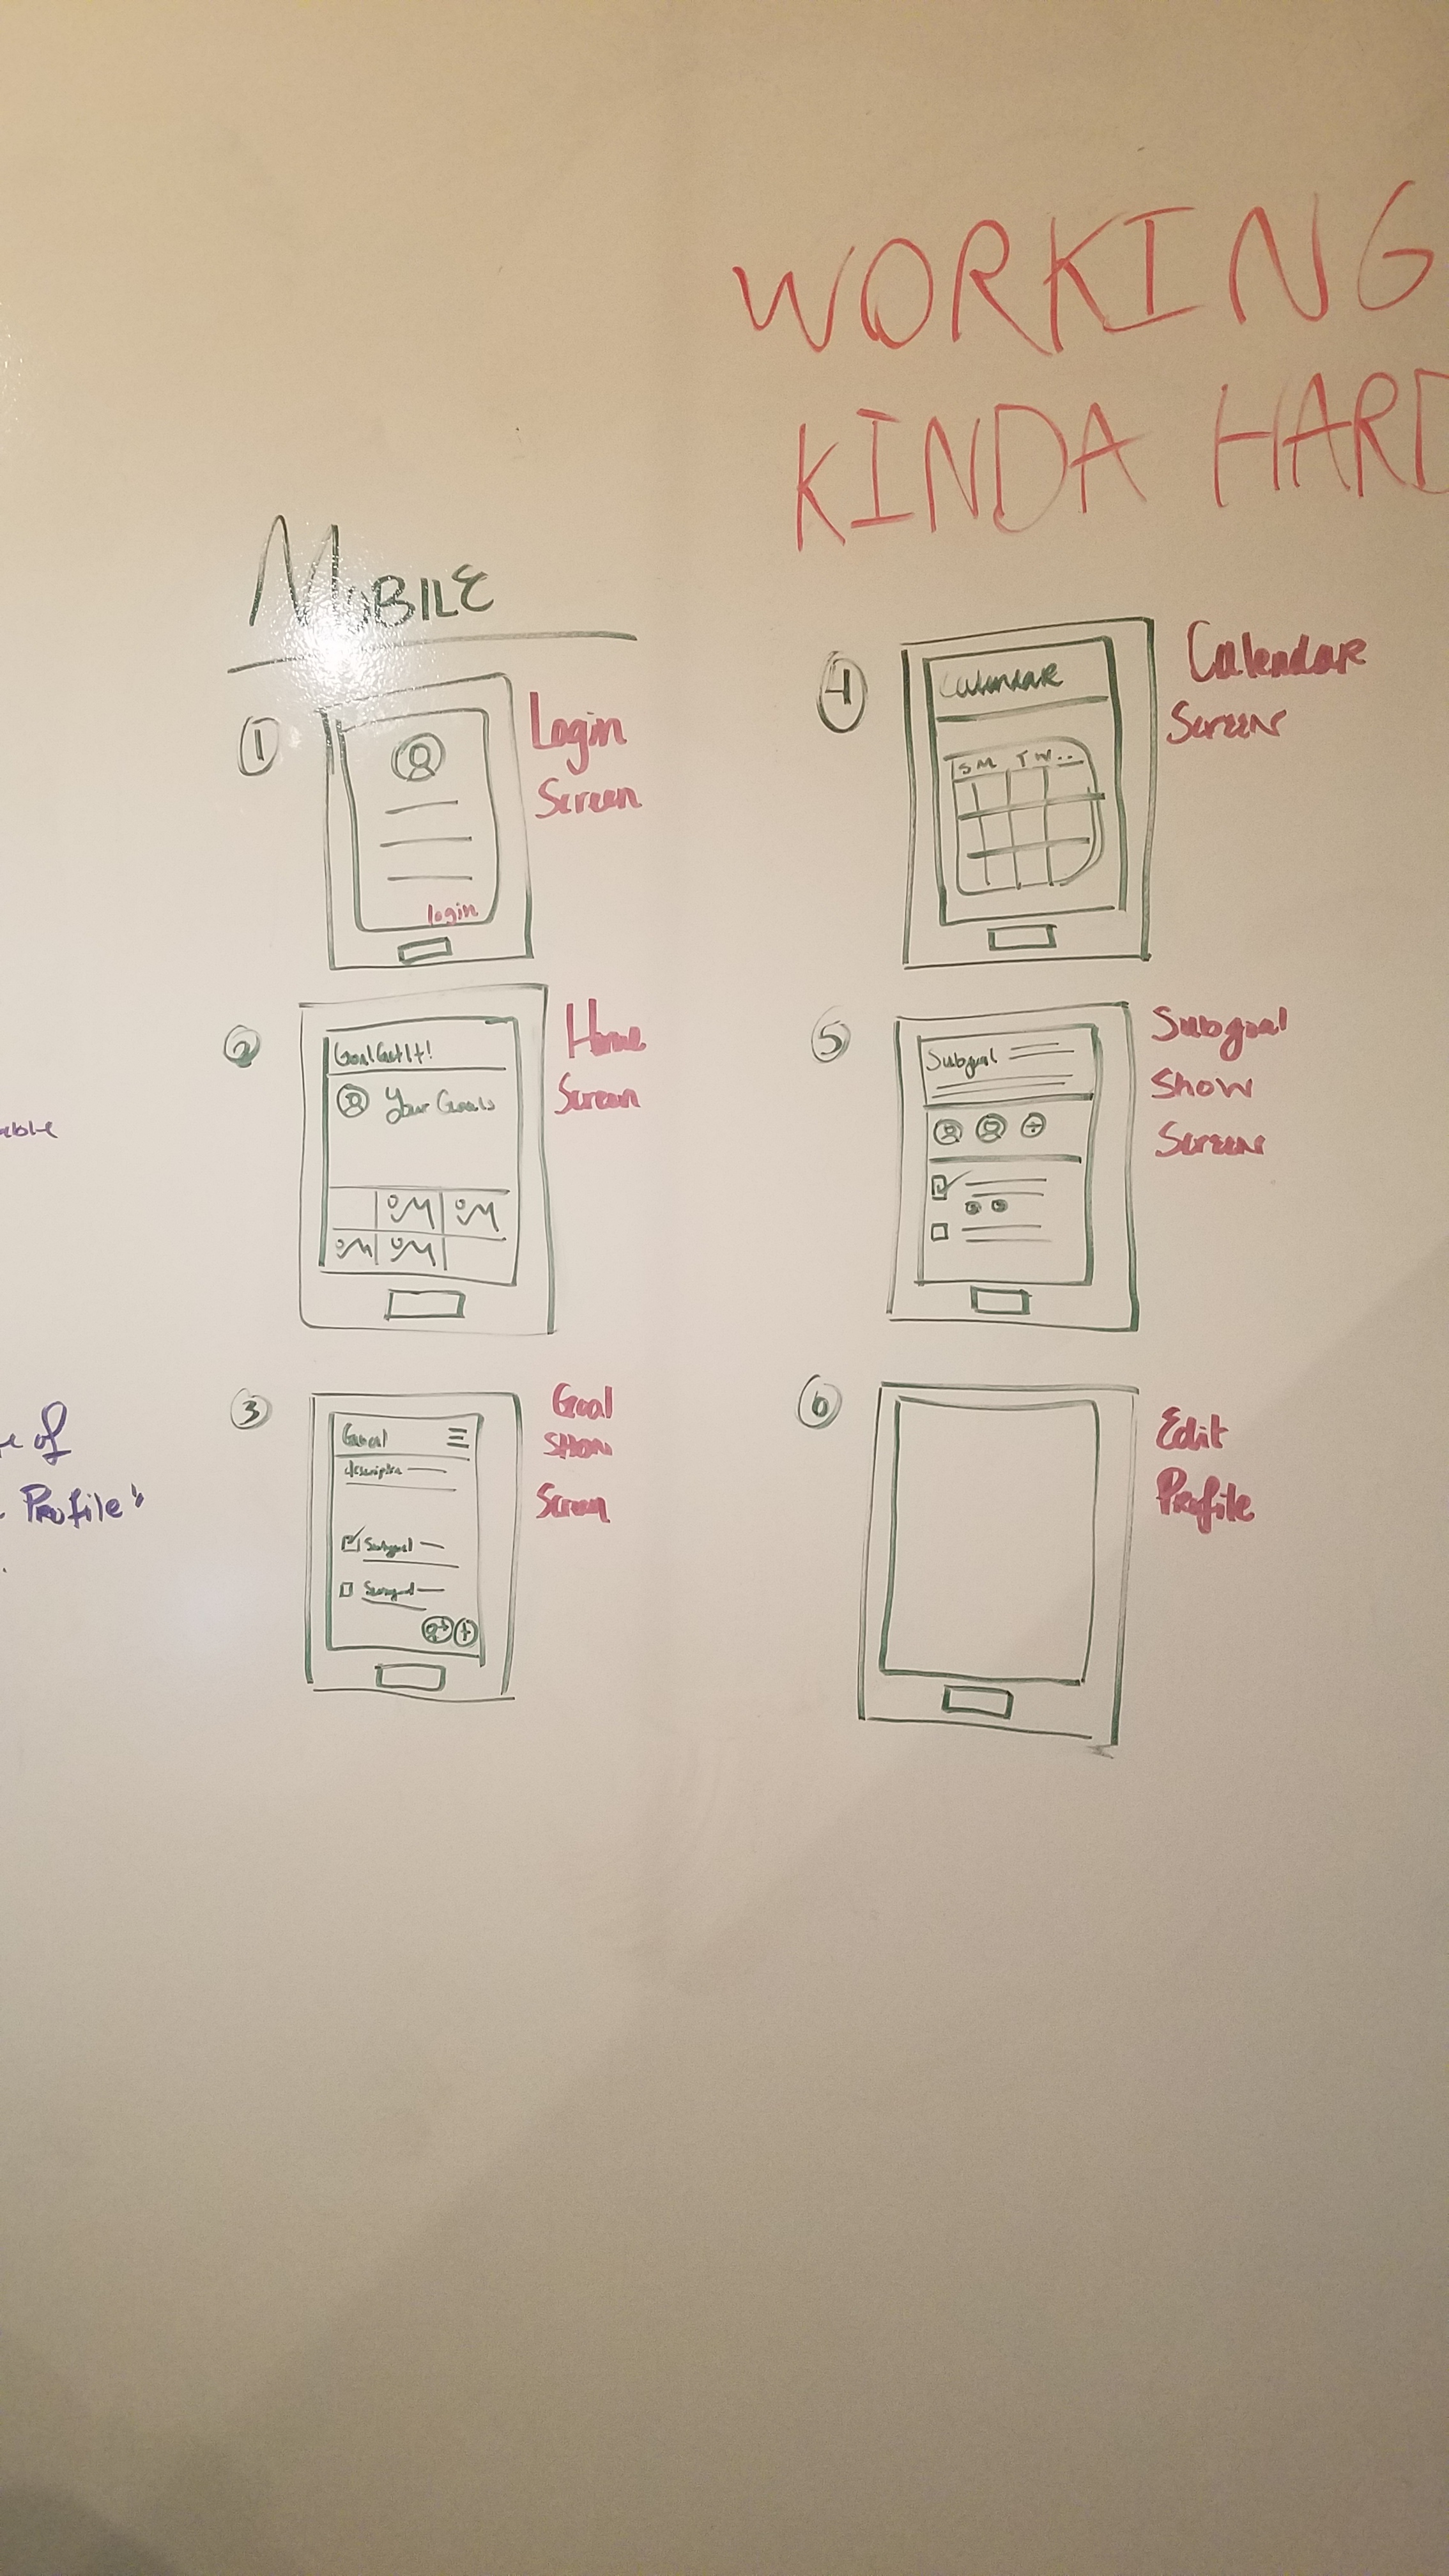 WORKING
KINDA HARD
MOBILE
1
Login
Screen
login
2
Home
Screen
GoalGetIt!
Your Goals
3
Goal
Show
Screen
Goal
description
Subgoal
Subgoal
4
Calendar
Screen
Calendar
S M T W ..
5
Subgoal
Show
Screen
Subgoal
6
Edit
Profile
able
of
Profile"